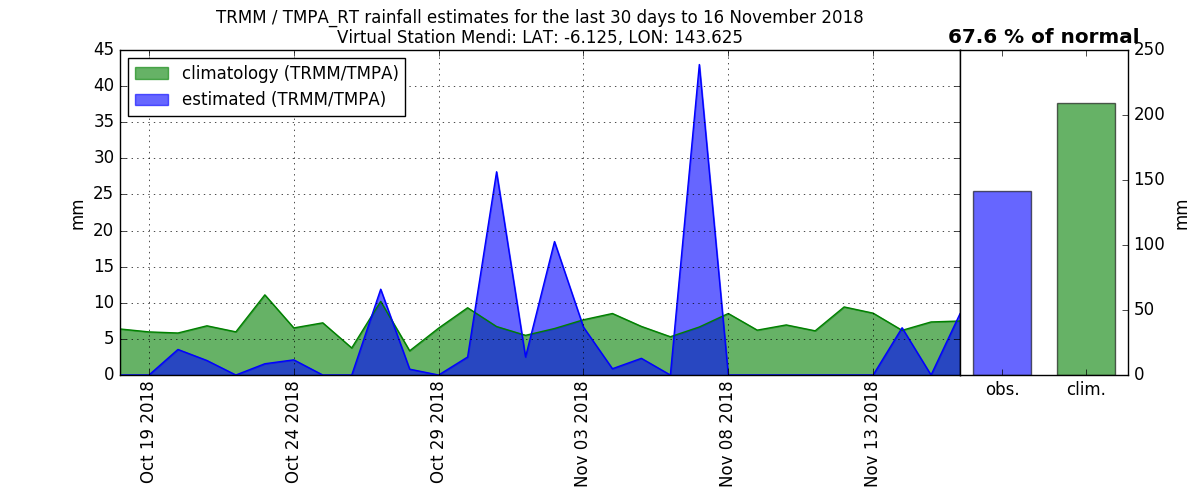 TRMM / TMPA_RT rainfall estimates for the last 30 days to 16 November 2018
Virtual Station Mendi: LAT: -6.125, LON: 143.625
67.6 % of normal
climatology (TRMM/TMPA)
estimated (TRMM/TMPA)
mm
45
40
35
30
25
20
15
10
5
0
Oct 19 2018
Oct 24 2018
Oct 29 2018
Nov 03 2018
Nov 08 2018
Nov 13 2018
obs.
clim.
250
200
150
100
50
0
mm